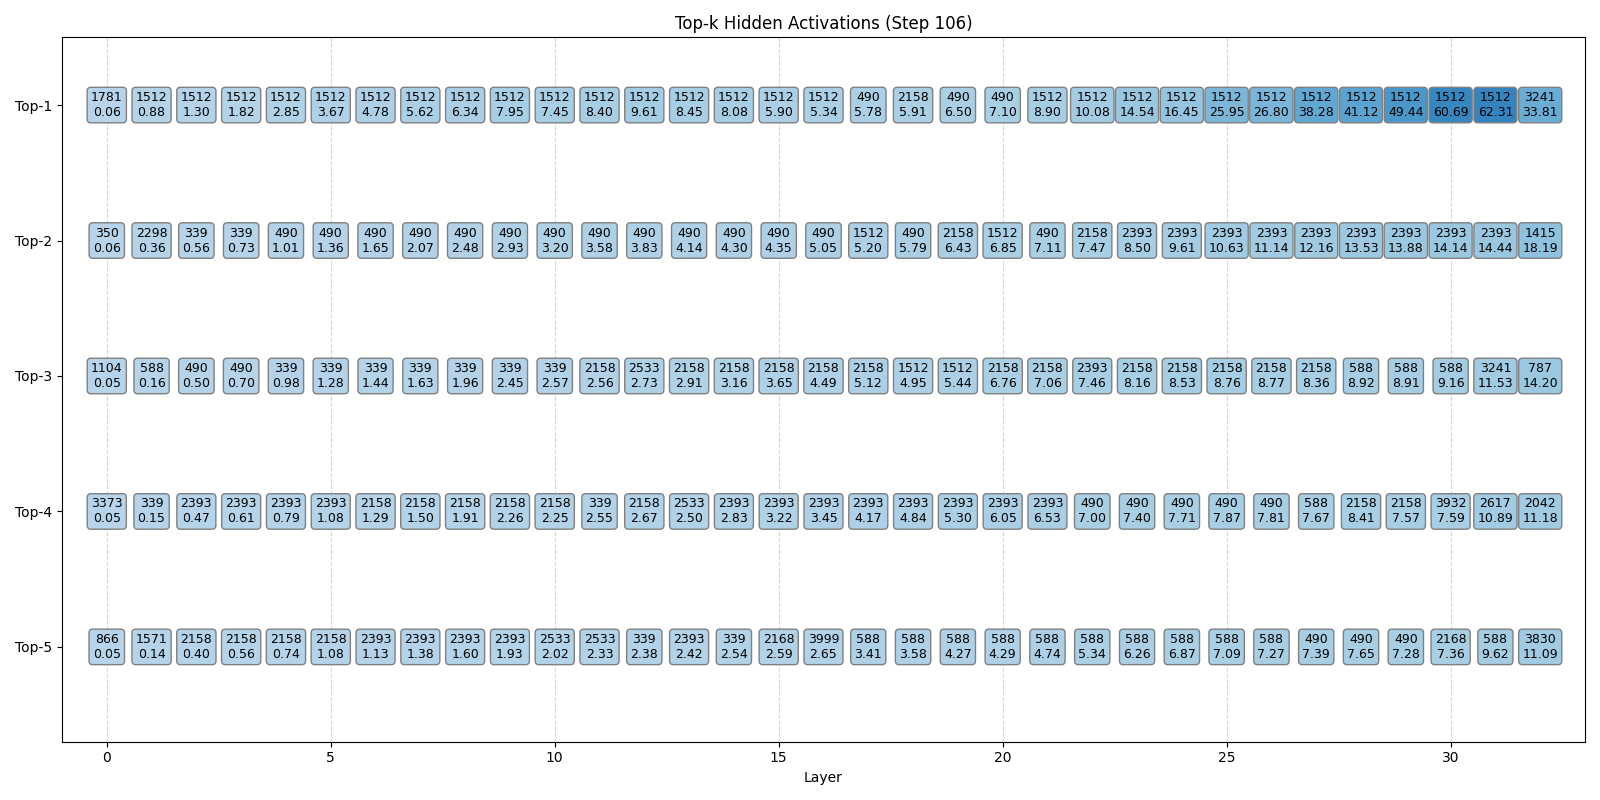 Top-k Hidden Activations (Step 106)
Top-1
1781 1512 1512 1512 1512 1512 1512 1512 1512 1512 1512 1512 1512 1512 1512 1512 1512 490 2158 490 490 1512 1512 1512 1512 1512 1512 1512 1512 1512 1512 1512 3241
0.06 0.88 1.30 1.82 2.85 3.67 4.78 5.62 6.34 7.95 7.45 8.40 9.61 8.45 8.08 5.90 5.34 5.78 5.91 6.50 7.10 8.90 10.08 14.54 16.45 25.95 26.80 38.28 41.12 49.44 60.69 62.31 33.81
Top-2
350 2298 339 339 490 490 490 490 490 490 490 490 490 490 490 490 490 1512 490 2158 1512 490 2158 2393 2393 2393 2393 2393 2393 2393 2393 2393 1415
0.06 0.36 0.56 0.73 1.01 1.36 1.65 2.07 2.48 2.93 3.20 3.58 3.83 4.14 4.30 4.35 5.05 5.20 5.79 6.43 6.85 7.11 7.47 8.50 9.61 10.63 11.14 12.16 13.53 13.88 14.14 14.44 18.19
Top-3
1104 588 490 490 339 339 339 339 339 339 339 2158 2533 2158 2158 2158 2158 2158 1512 1512 2158 2158 2393 2158 2158 2158 2158 2158 588 588 588 3241 787
0.05 0.16 0.50 0.70 0.98 1.28 1.44 1.63 1.96 2.45 2.57 2.56 2.73 2.91 3.16 3.65 4.49 5.12 4.95 5.44 6.76 7.06 7.46 8.16 8.53 8.76 8.77 8.36 8.92 8.91 9.16 11.53 14.20
Top-4
3373 339 2393 2393 2393 2393 2158 2158 2158 2158 2158 339 2158 2533 2393 2393 2393 2393 2393 2393 2393 2393 490 490 490 490 490 588 2158 2158 3932 2617 2042
0.05 0.15 0.47 0.61 0.79 1.08 1.29 1.50 1.91 2.26 2.25 2.55 2.67 2.50 2.83 3.22 3.45 4.17 4.84 5.30 6.05 6.53 7.00 7.40 7.71 7.87 7.81 7.67 8.41 7.57 7.59 10.89 11.18
Top-5
866 1571 2158 2158 2158 2158 2393 2393 2393 2393 2533 2533 339 2393 339 2168 3999 588 588 588 588 588 588 588 588 588 588 490 490 490 2168 588 3830
0.05 0.14 0.40 0.56 0.74 1.08 1.13 1.38 1.60 1.93 2.02 2.33 2.38 2.42 2.54 2.59 2.65 3.41 3.58 4.27 4.29 4.74 5.34 6.26 6.87 7.09 7.27 7.39 7.65 7.28 7.36 9.62 11.09
0 5 10 15 20 25 30
Layer